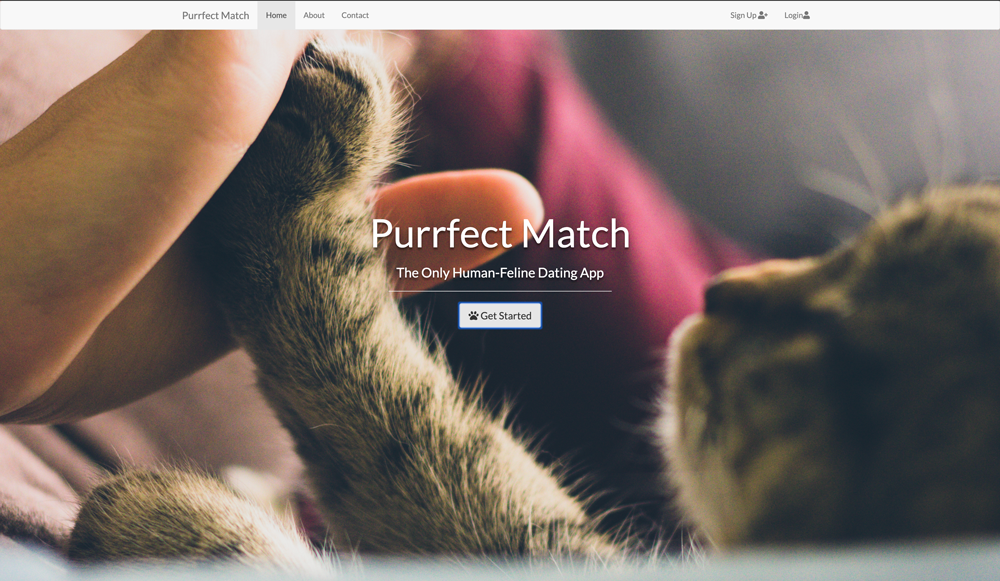 Purrfect Match Home About Contact Sign Up Login
Purrfect Match
The Only Human-Feline Dating App
Get Started